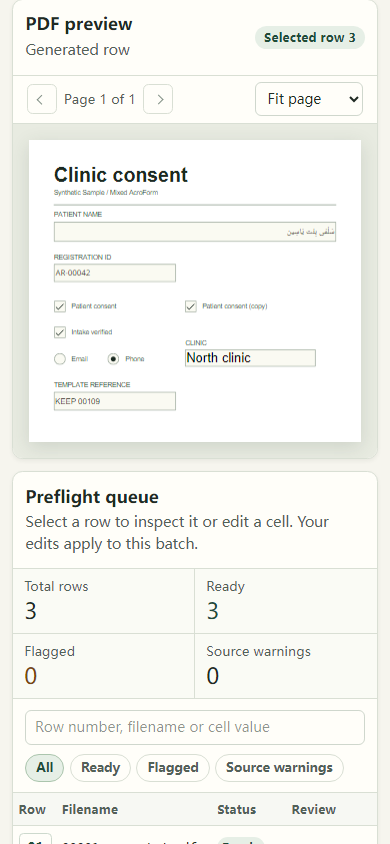 PDF preview
Generated row
Selected row 3
Page 1 of 1
Fit page
Clinic consent
Synthetic Sample / Mixed AcroForm
PATIENT NAME
سَلْمَى بِنْت يَاسِين
REGISTRATION ID
AR-00042
Patient consent
Patient consent (copy)
Intake verified
CLINIC
Email
Phone
North clinic
TEMPLATE REFERENCE
KEEP 00109
Preflight queue
Select a row to inspect it or edit a cell. Your
edits apply to this batch.
Total rows
3
Ready
3
Flagged
0
Source warnings
0
Row number, filename or cell value
All
Ready
Flagged
Source warnings
Row
Filename
Status
Review